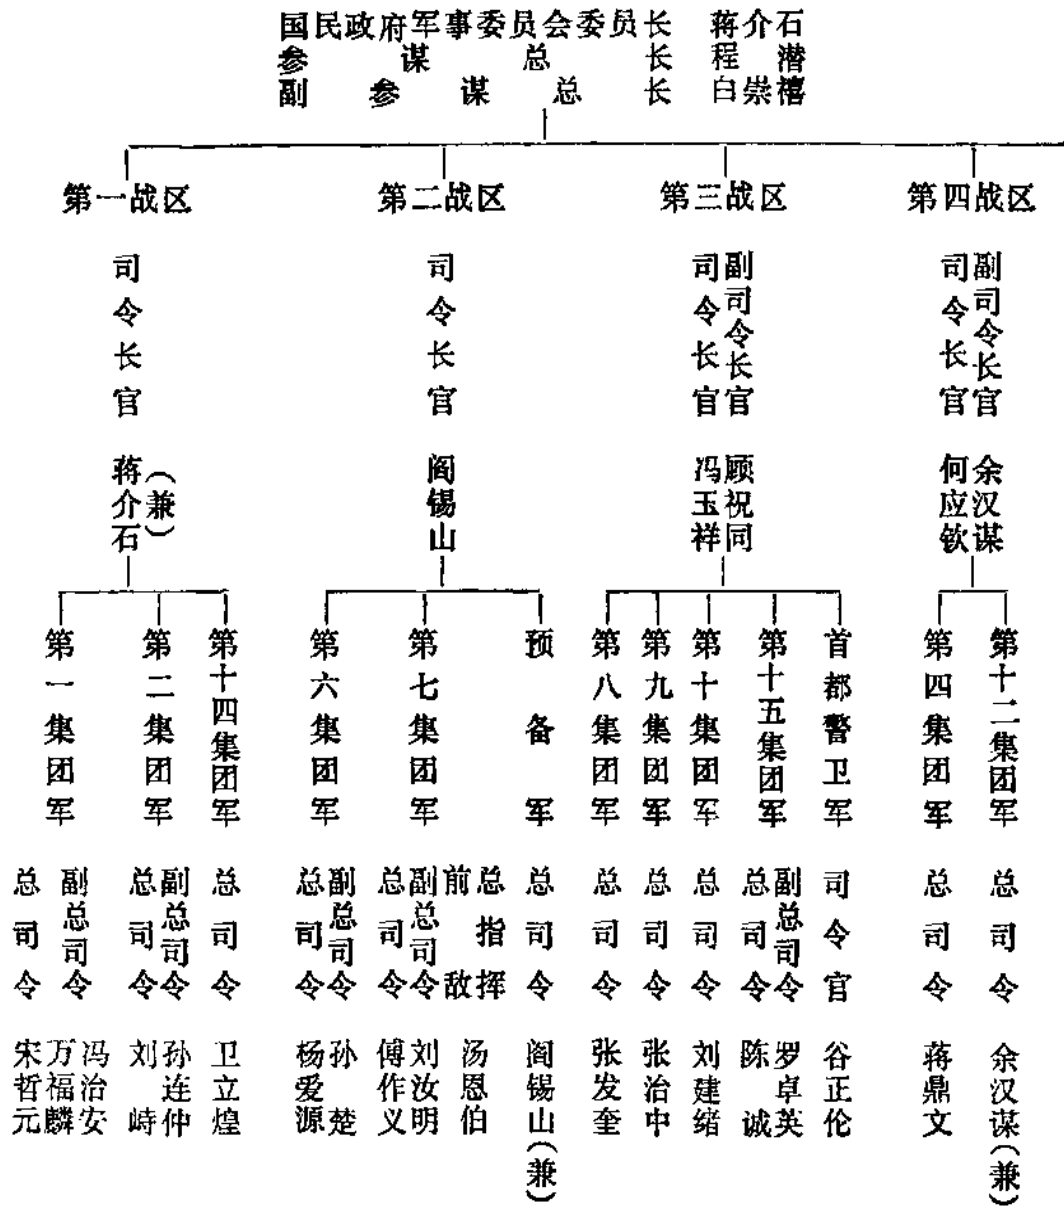 国民政府军事委员会委员长 蒋介石
参谋总长 程潜
副参谋总长 白崇禧
第一战区
司令长官
蒋介石(兼)
第一集团军
总司令
宋哲元
副总司令
万福麟
冯治安
第二集团军
总司令
刘峙
副总司令
孙连仲
第十四集团军
总司令
卫立煌
第二战区
司令长官
阎锡山
第六集团军
总司令
杨爱源
副总司令
孙楚
第七集团军
总司令
傅作义
副总司令
刘汝明
前敌总指挥
汤恩伯
预备军
总司令
阎锡山(兼)
第三战区
司令长官
冯玉祥
副司令长官
顾祝同
第八集团军
总司令
张发奎
第九集团军
总司令
张治中
第十集团军
总司令
刘建绪
第十五集团军
总司令
陈诚
副总司令
罗卓英
首都警卫军
司令官
谷正伦
第四战区
司令长官
何应钦
副司令长官
余汉谋
第四集团军
总司令
蒋鼎文
第十二集团军
总司令
余汉谋(兼)